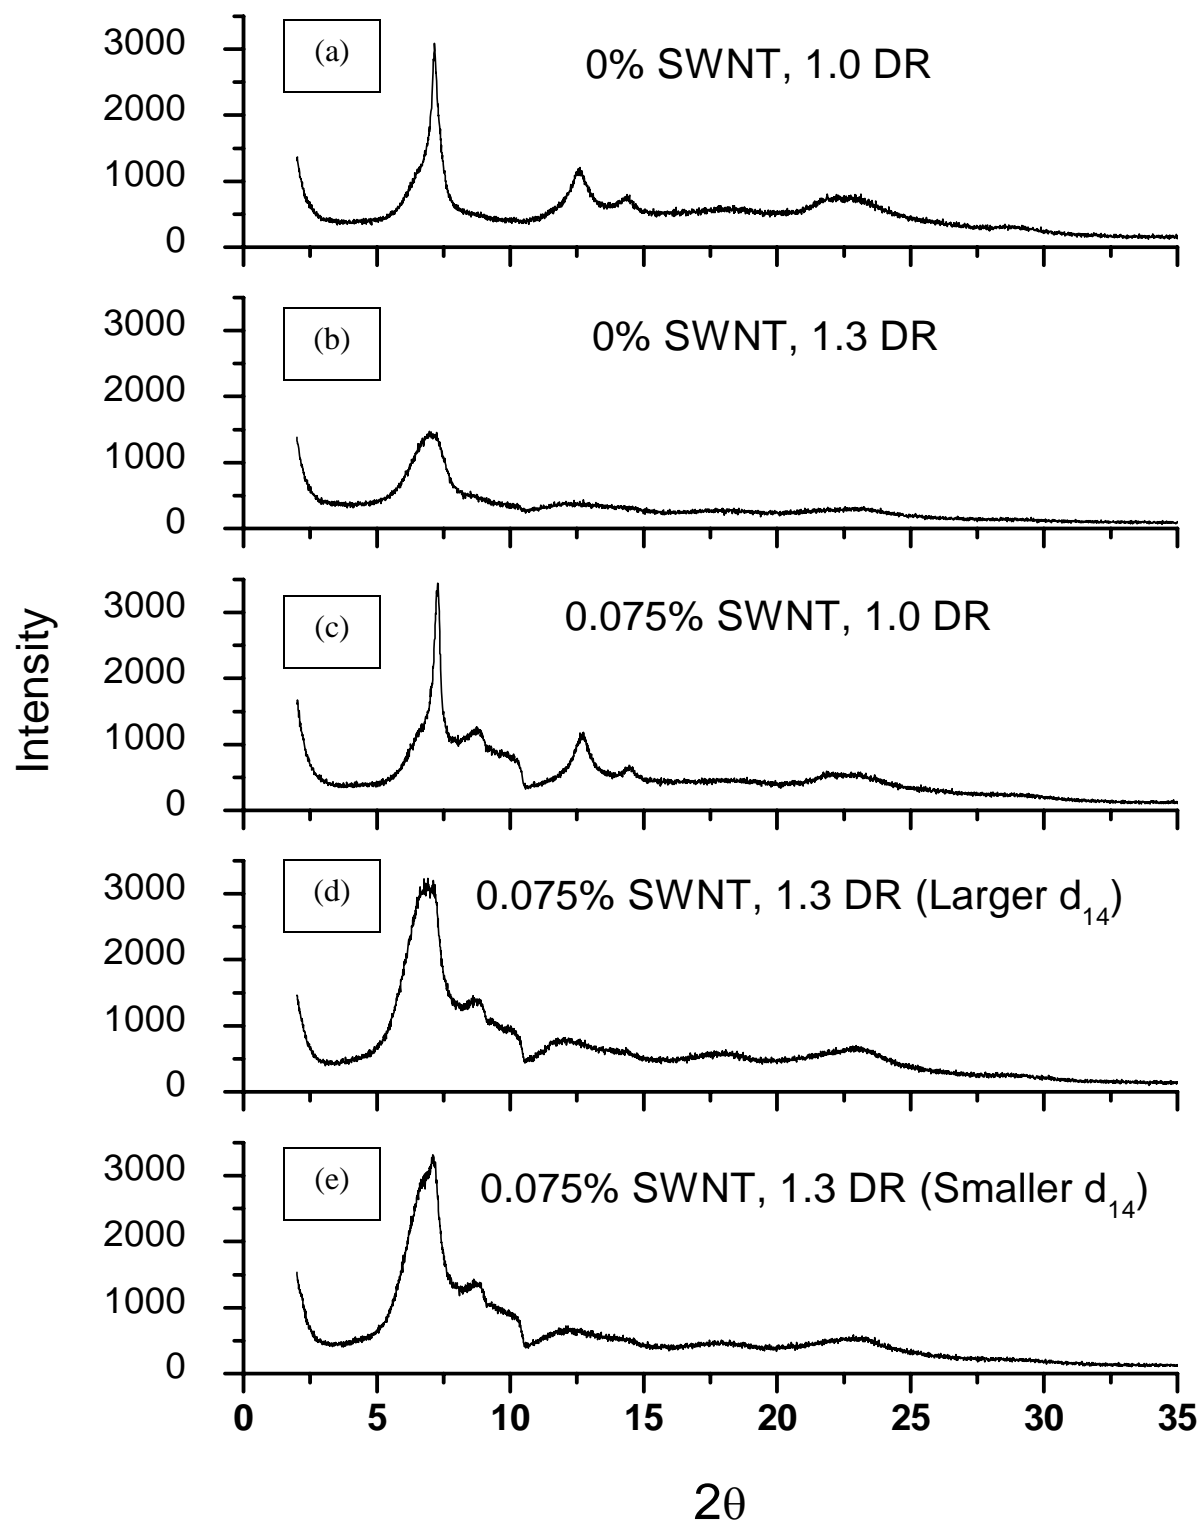 3000
(a)
0% SWNT, 1.0 DR
2000
1000
0
3000
(b)
0% SWNT, 1.3 DR
2000
1000
0
3000
(c)
0.075% SWNT, 1.0 DR
2000
1000
0
Intensity
3000
(d)
0.075% SWNT, 1.3 DR (Larger d14)
2000
1000
0
3000
(e)
0.075% SWNT, 1.3 DR (Smaller d14)
2000
1000
0
0 5 10 15 20 25 30 35
2θ